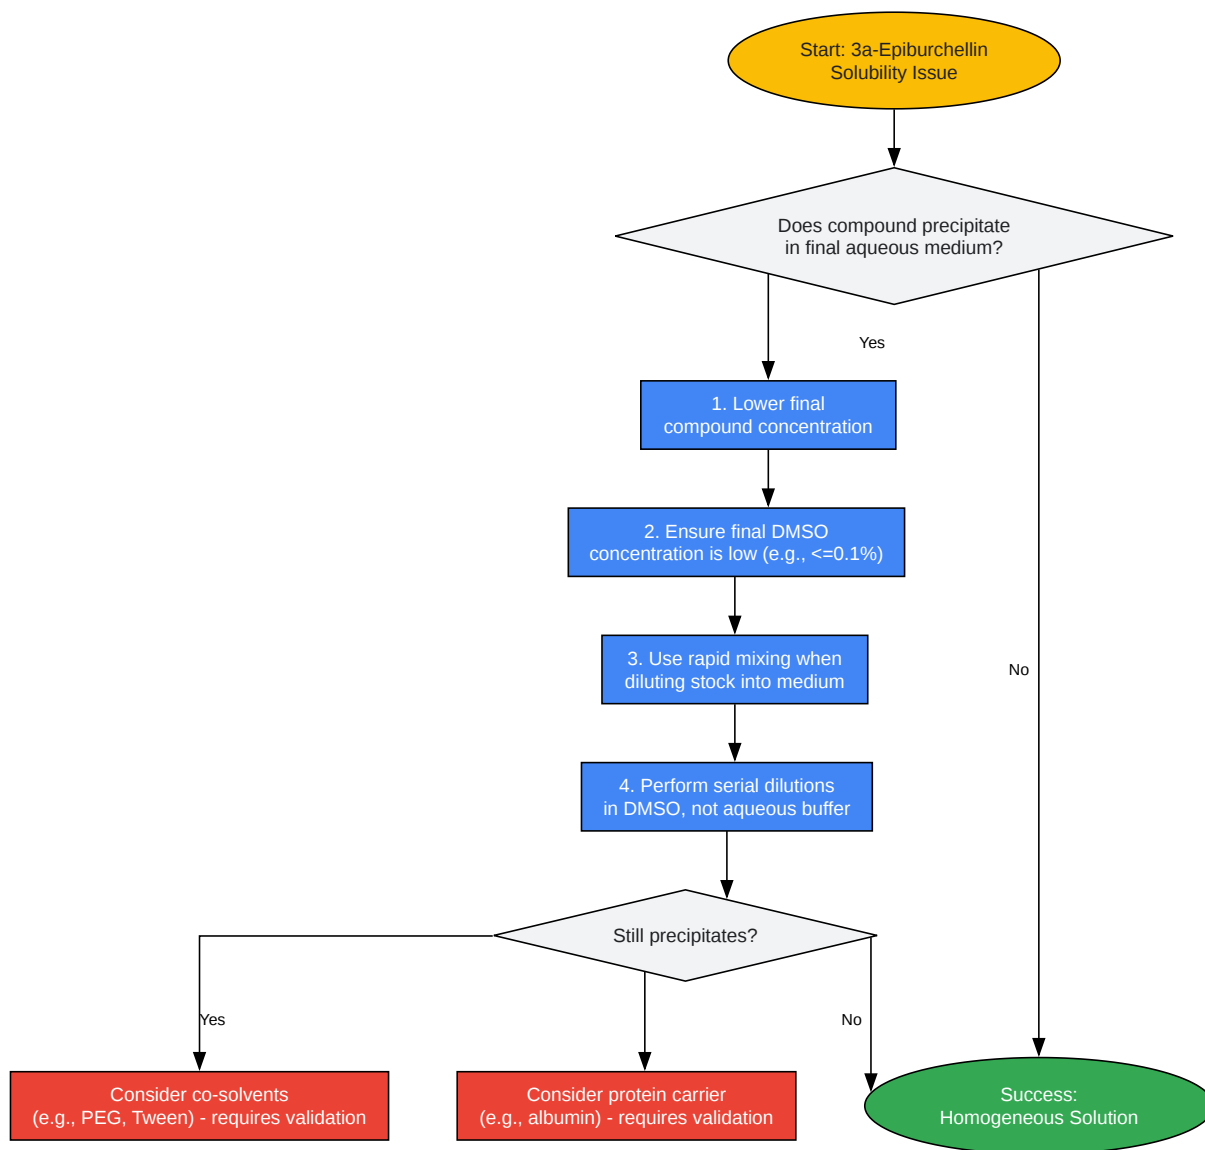 Start: 3a-Epiburchellin
Solubility Issue
Does compound precipitate
in final aqueous medium?
Yes
1. Lower final
compound concentration
2. Ensure final DMSO
concentration is low (e.g., <=0.1%)
3. Use rapid mixing when
diluting stock into medium
No
4. Perform serial dilutions
in DMSO, not aqueous buffer
Still precipitates?
Yes
No
Consider co-solvents
(e.g., PEG, Tween) - requires validation
Consider protein carrier
(e.g., albumin) - requires validation
Success:
Homogeneous Solution